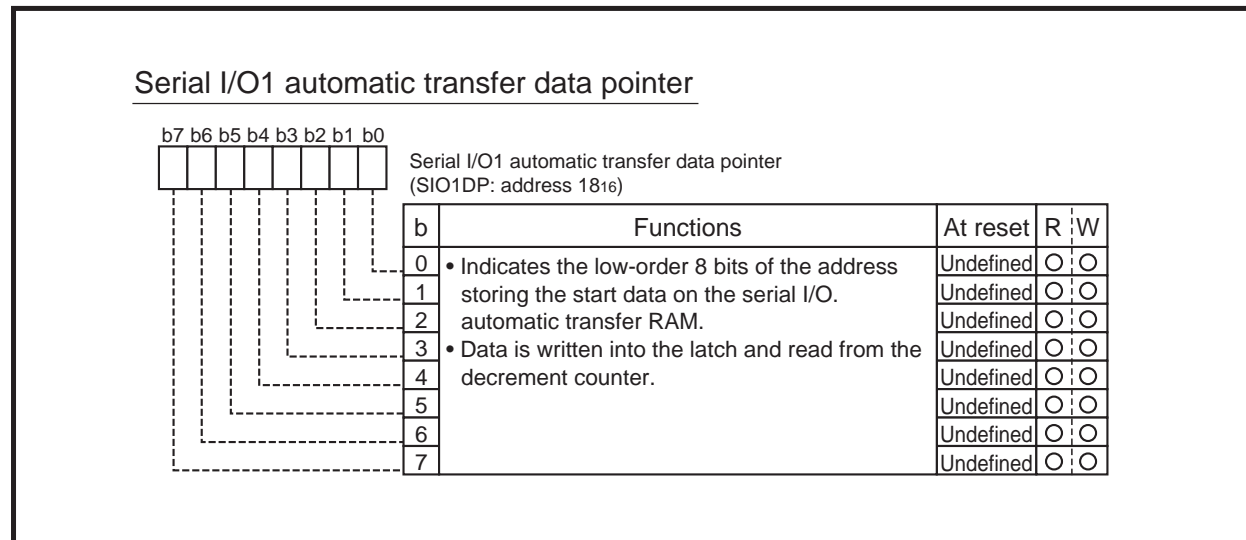 Serial I/O1 automatic transfer data pointer
b7 b6 b5 b4 b3 b2 b1 b0
Serial I/O1 automatic transfer data pointer
(SIO1DP: address 1816)
b Functions At reset R W
0 • Indicates the low-order 8 bits of the address Undefined ○ ○
1 storing the start data on the serial I/O. Undefined ○ ○
2 automatic transfer RAM. Undefined ○ ○
3 • Data is written into the latch and read from the Undefined ○ ○
4 decrement counter. Undefined ○ ○
5 Undefined ○ ○
6 Undefined ○ ○
7 Undefined ○ ○